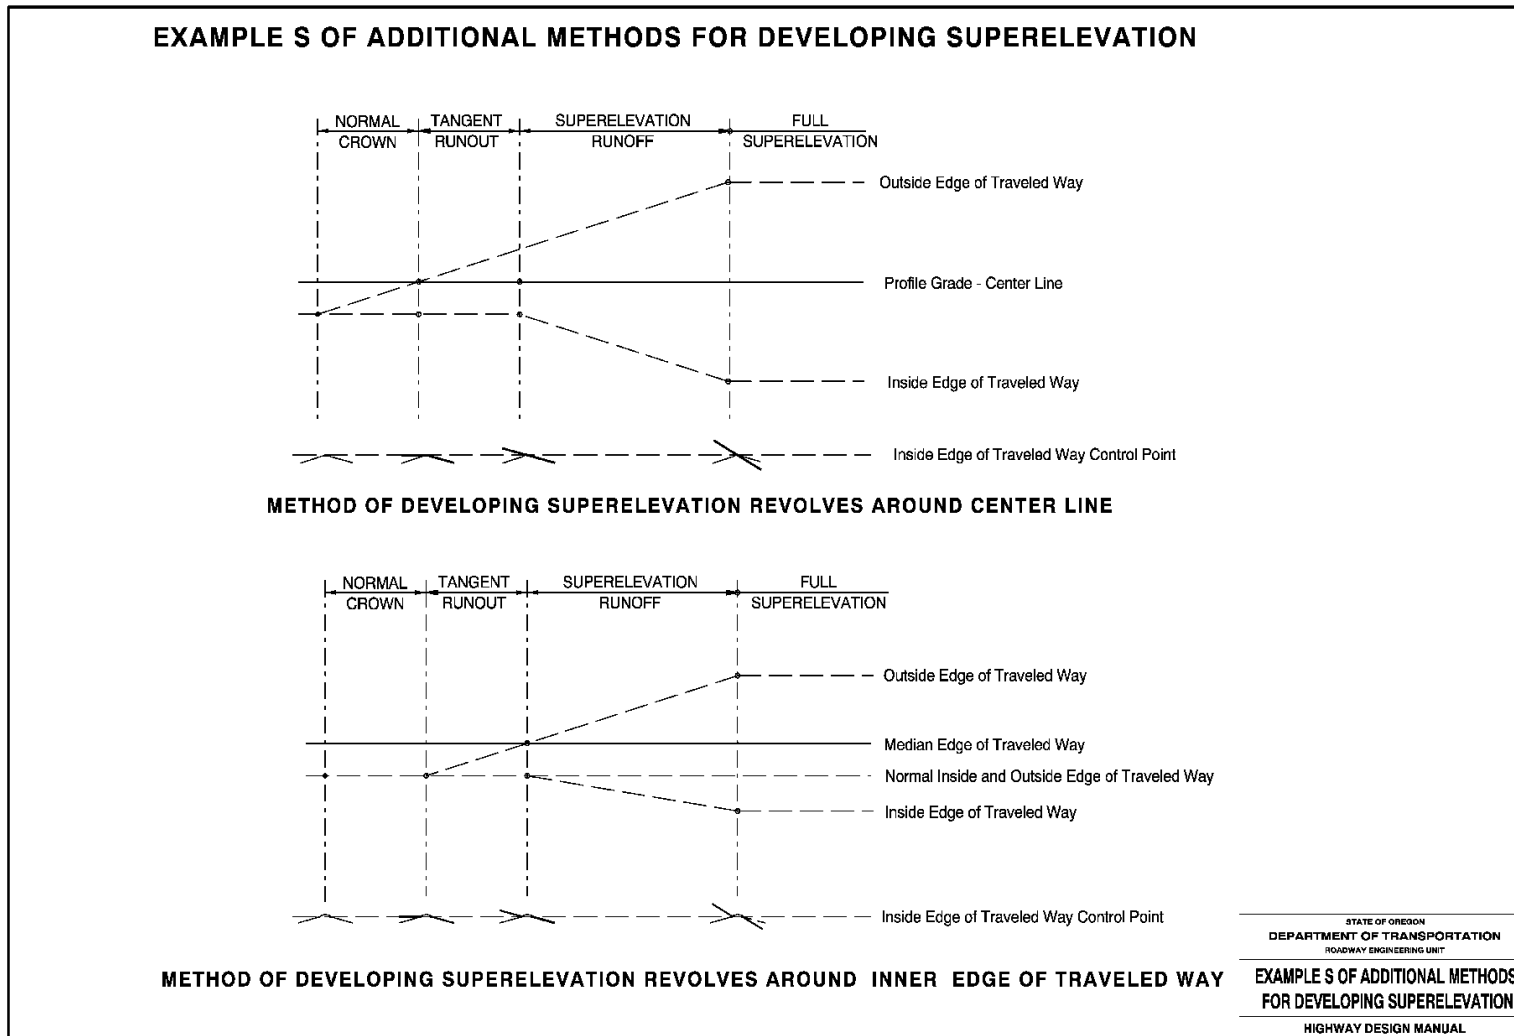 EXAMPLE S OF ADDITIONAL METHODS FOR DEVELOPING SUPERELEVATION
NORMAL CROWN
TANGENT RUNOUT
SUPERELEVATION RUNOFF
FULL SUPERELEVATION
Outside Edge of Traveled Way
Profile Grade - Center Line
Inside Edge of Traveled Way
Inside Edge of Traveled Way Control Point
METHOD OF DEVELOPING SUPERELEVATION REVOLVES AROUND CENTER LINE
NORMAL CROWN
TANGENT RUNOUT
SUPERELEVATION RUNOFF
FULL SUPERELEVATION
Outside Edge of Traveled Way
Median Edge of Traveled Way
Normal Inside and Outside Edge of Traveled Way
Inside Edge of Traveled Way
Inside Edge of Traveled Way Control Point
METHOD OF DEVELOPING SUPERELEVATION REVOLVES AROUND INNER EDGE OF TRAVELED WAY
STATE OF OREGON
DEPARTMENT OF TRANSPORTATION
ROADWAY ENGINEERING UNIT
EXAMPLE S OF ADDITIONAL METHODS
FOR DEVELOPING SUPERELEVATION
HIGHWAY DESIGN MANUAL